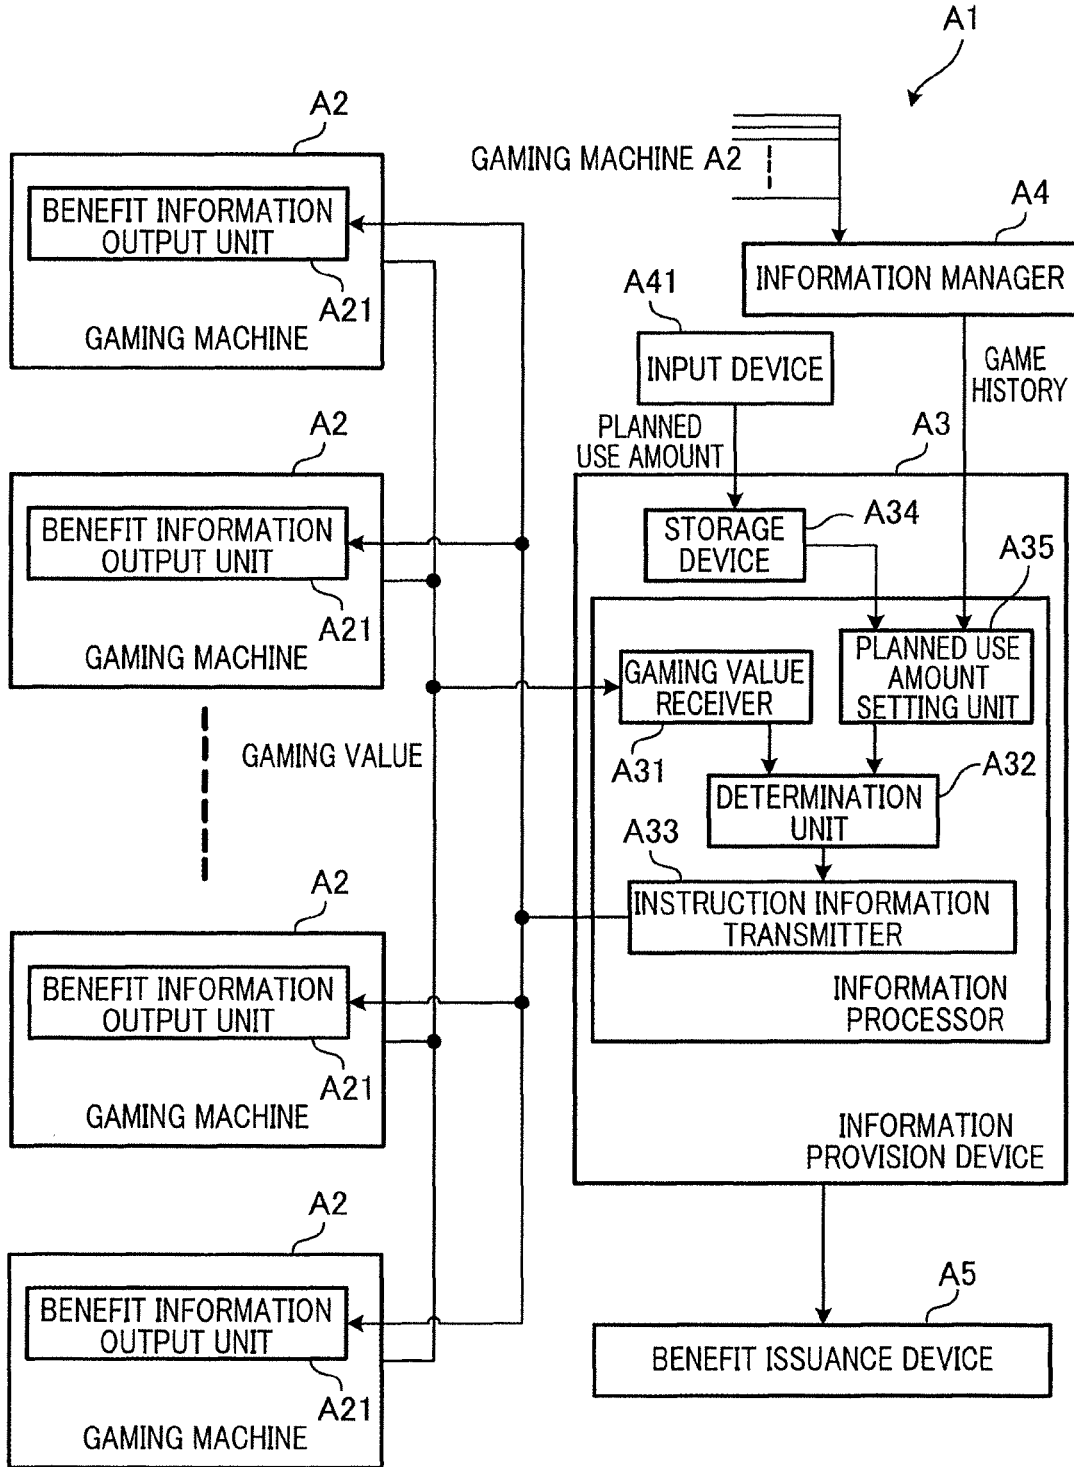 A1
A2
GAMING MACHINE A2
BENEFIT INFORMATION
OUTPUT UNIT
A21
GAMING MACHINE
A4
INFORMATION MANAGER
A41
INPUT DEVICE
GAME
HISTORY
PLANNED
USE AMOUNT
A3
A2
BENEFIT INFORMATION
OUTPUT UNIT
A21
GAMING MACHINE
STORAGE
DEVICE
A34
A35
PLANNED USE
AMOUNT
SETTING UNIT
GAMING VALUE
RECEIVER
A31
GAMING VALUE
DETERMINATION
UNIT
A32
A33
INSTRUCTION INFORMATION
TRANSMITTER
INFORMATION
PROCESSOR
A2
BENEFIT INFORMATION
OUTPUT UNIT
A21
GAMING MACHINE
INFORMATION
PROVISION DEVICE
A2
BENEFIT INFORMATION
OUTPUT UNIT
A21
GAMING MACHINE
A5
BENEFIT ISSUANCE DEVICE